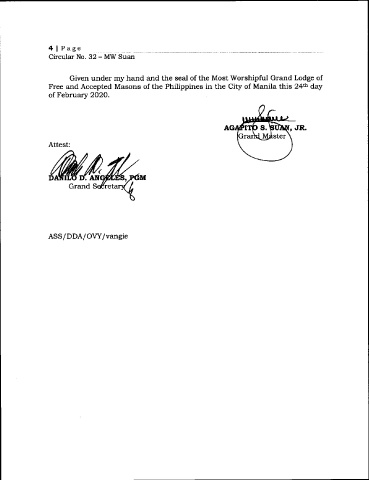 4 | P a g e
Circular No. 32 – MW Suan
Given under my hand and the seal of the Most Worshipful Grand Lodge of
Free and Accepted Masons of the Philippines in the City of Manila this 24th day
of February 2020.
AGAPITO S. SUAN, JR.
Grand Master
Attest:
DANILO D. ANGELES, PGM
Grand Secretary
ASS/DDA/OVY/vangie